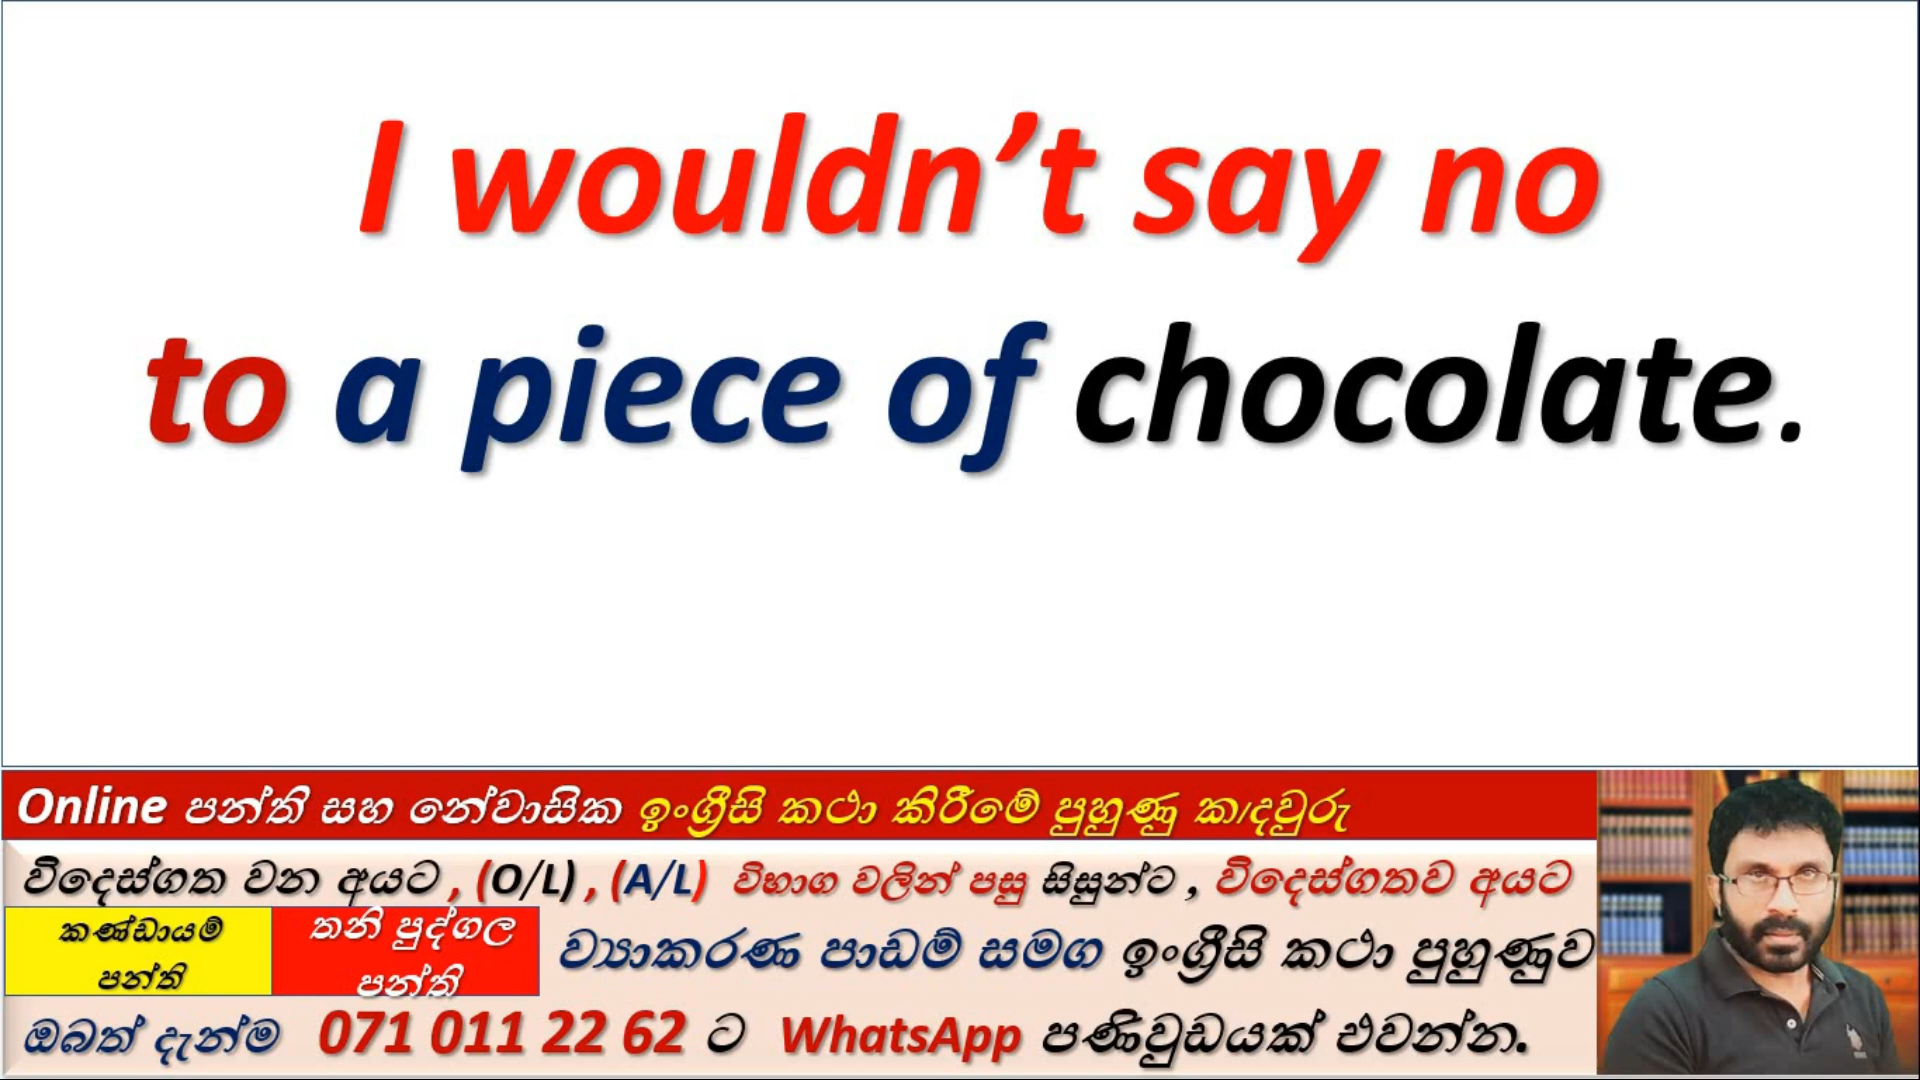 I wouldn’t say no
to a piece of chocolate.
Online පන්ති සහ නේවාසික ඉංග්‍රීසි කථා කිරීමේ පුහුණු ක/දවුරු
විදෙස්ගත වන අයට , (O/L) , (A/L) විභාග වලින් පසු සිසුන්ට , විදෙස්ගතව අයට
කණ්ඩායම්
පන්ති
තනි පුද්ගල
පන්ති
ව්‍යාකරණ පාඩම් සමග ඉංග්‍රීසි කථා පුහුණුව
ඔබත් දැන්ම 071 011 22 62 ට WhatsApp පණිවුඩයක් එවන්න.